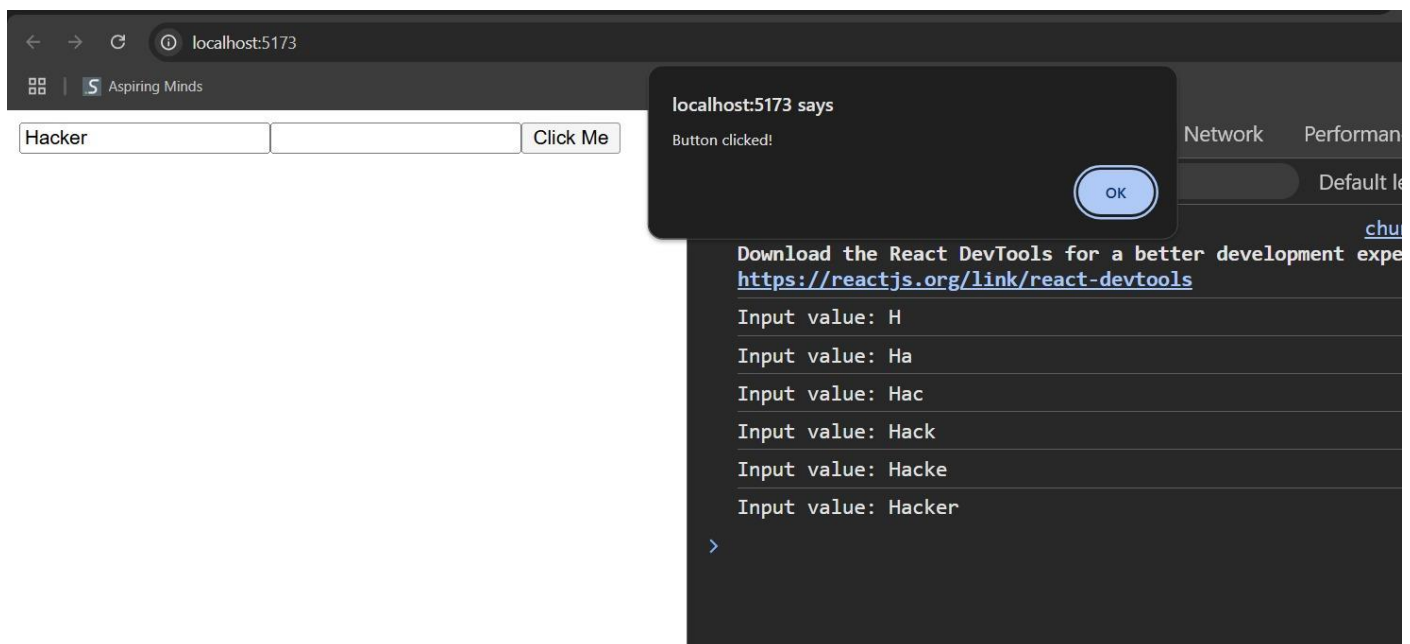 localhost:5173
Aspiring Minds
localhost:5173 says
Button clicked!
OK
Hacker
Click Me
Network Performan
Default le
chu
Download the React DevTools for a better development expe
https://reactjs.org/link/react-devtools
Input value: H
Input value: Ha
Input value: Hac
Input value: Hack
Input value: Hacke
Input value: Hacker